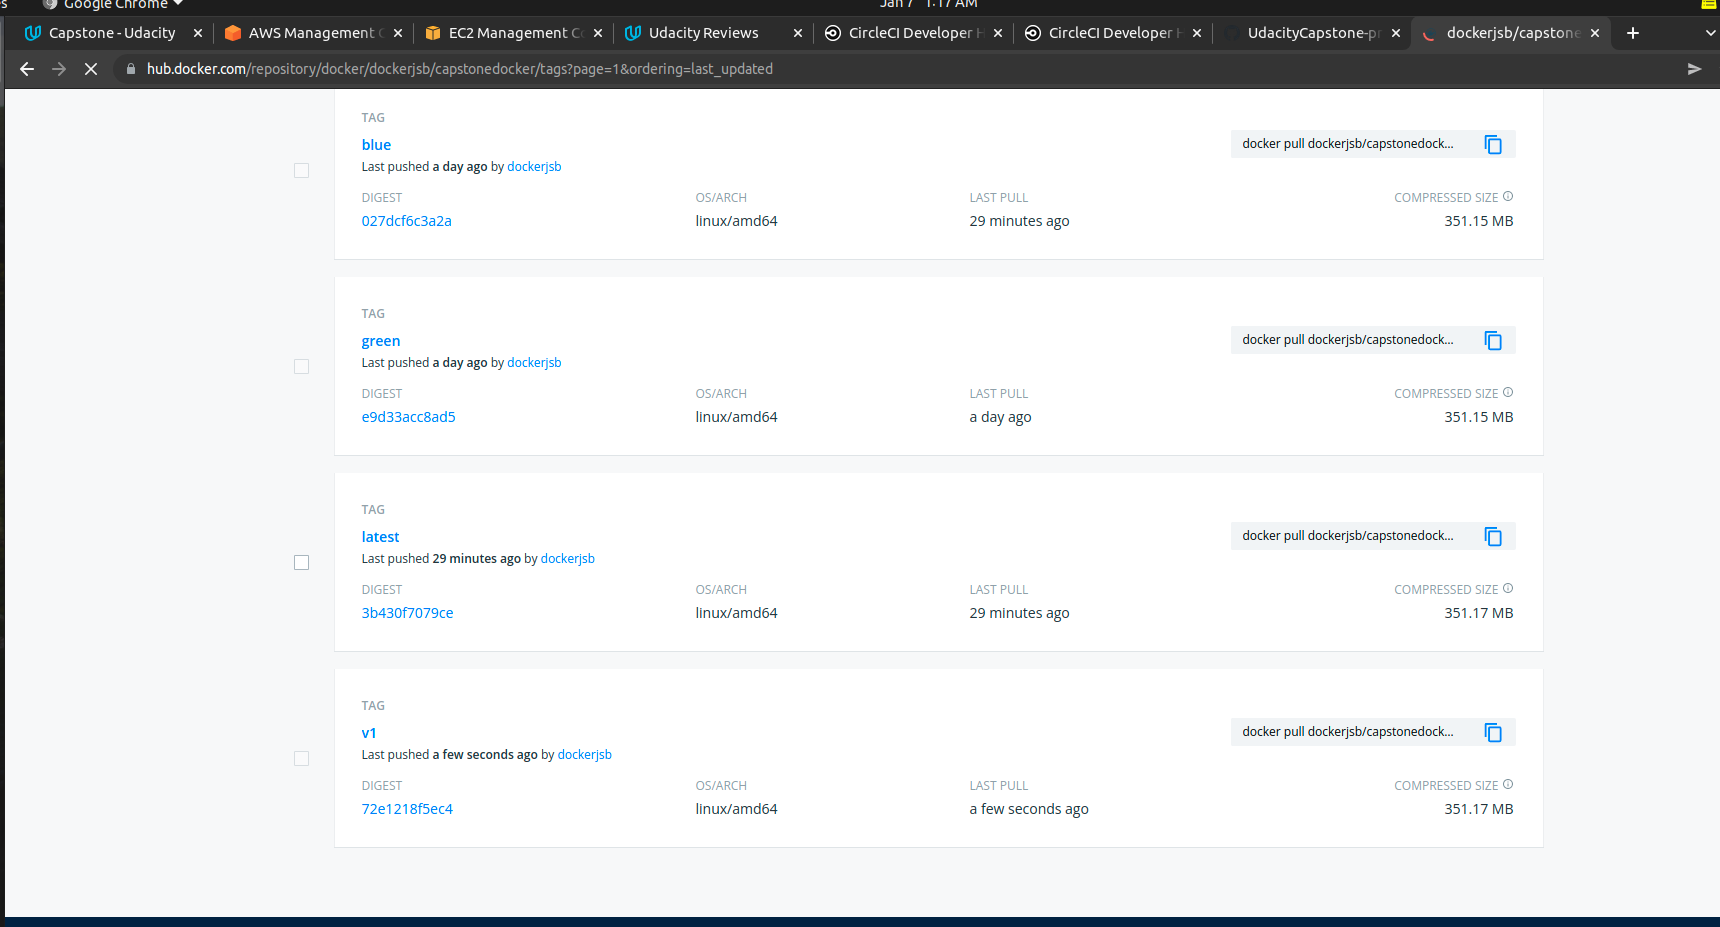 Google Chrome
Jan 7 1:17 AM
Capstone - Udacity
AWS Management C
EC2 Management Co
Udacity Reviews
CircleCI Developer H
CircleCI Developer H
UdacityCapstone-pr
dockerjsb/capstone
hub.docker.com/repository/docker/dockerjsb/capstonedocker/tags?page=1&ordering=last_updated
TAG
blue
docker pull dockerjsb/capstonedock...
Last pushed a day ago by dockerjsb
DIGEST OS/ARCH LAST PULL COMPRESSED SIZE
027dcf6c3a2a linux/amd64 29 minutes ago 351.15 MB
TAG
green
docker pull dockerjsb/capstonedock...
Last pushed a day ago by dockerjsb
DIGEST OS/ARCH LAST PULL COMPRESSED SIZE
e9d33acc8ad5 linux/amd64 a day ago 351.15 MB
TAG
latest
docker pull dockerjsb/capstonedock...
Last pushed 29 minutes ago by dockerjsb
DIGEST OS/ARCH LAST PULL COMPRESSED SIZE
3b430f7079ce linux/amd64 29 minutes ago 351.17 MB
TAG
v1
docker pull dockerjsb/capstonedock...
Last pushed a few seconds ago by dockerjsb
DIGEST OS/ARCH LAST PULL COMPRESSED SIZE
72e1218f5ec4 linux/amd64 a few seconds ago 351.17 MB